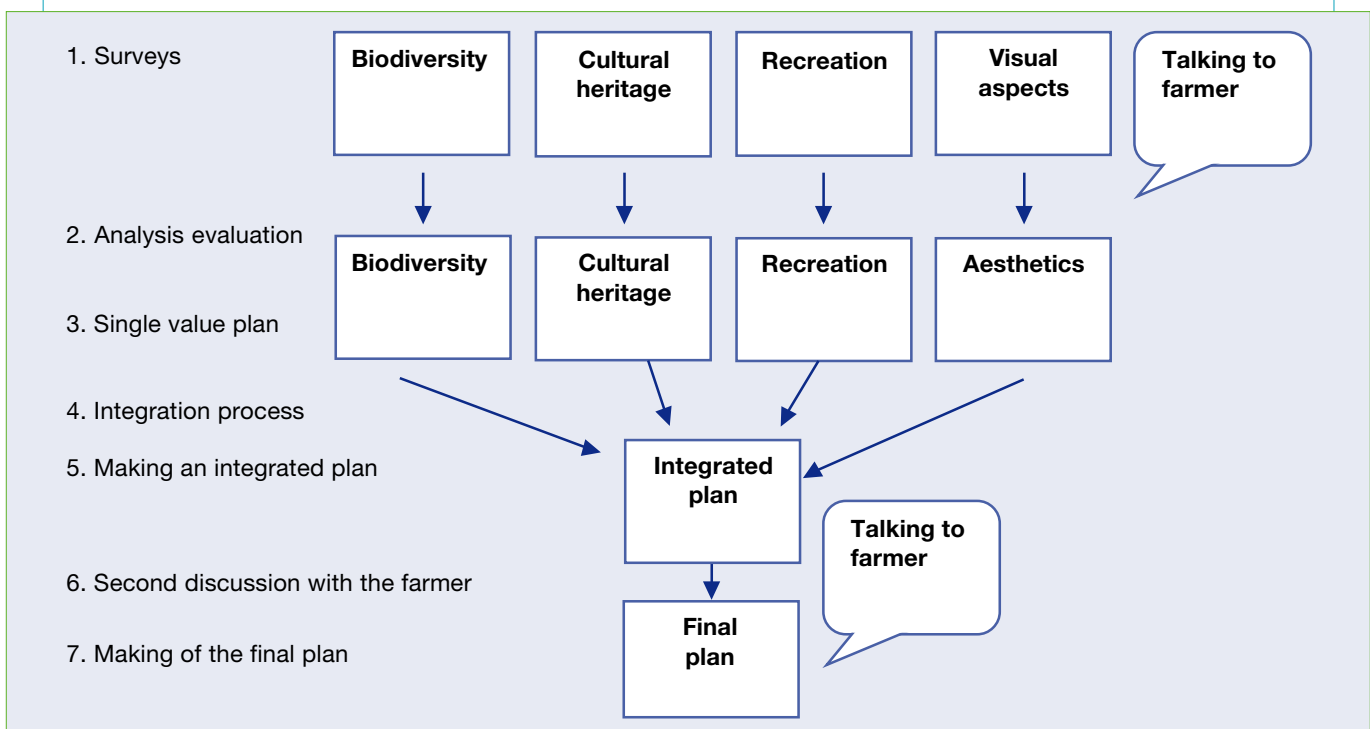 1. Surveys
Biodiversity
Cultural
heritage
Recreation
Visual
aspects
Talking to
farmer
2. Analysis evaluation
Biodiversity
Cultural
heritage
Recreation
Aesthetics
3. Single value plan
4. Integration process
5. Making an integrated plan
Integrated
plan
Talking to
farmer
6. Second discussion with the farmer
7. Making of the final plan
Final
plan